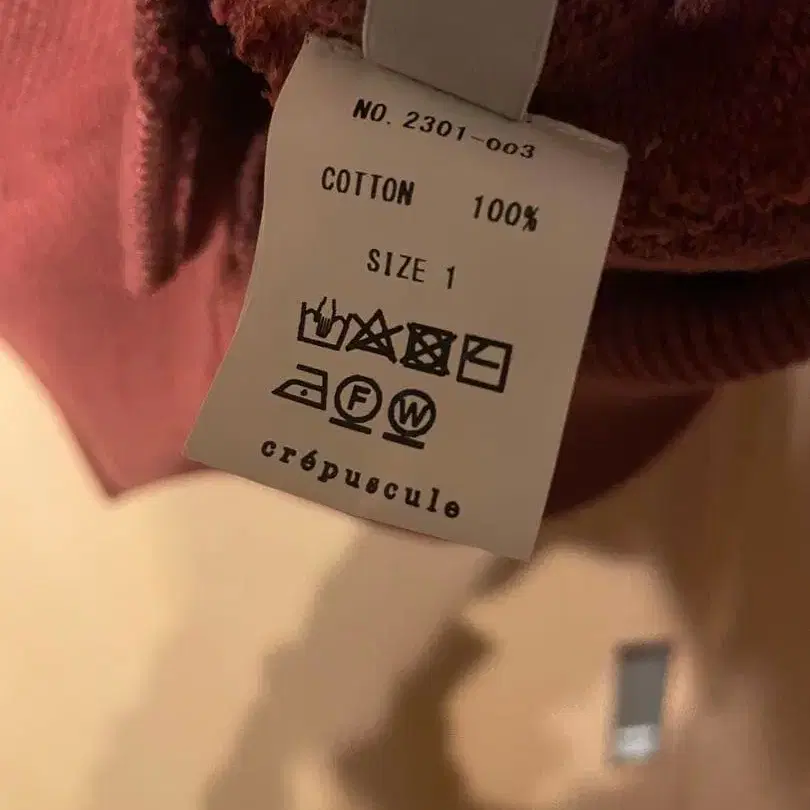 NO. 2301-003
COTTON 100%
SIZE 1
F W
crépuscule